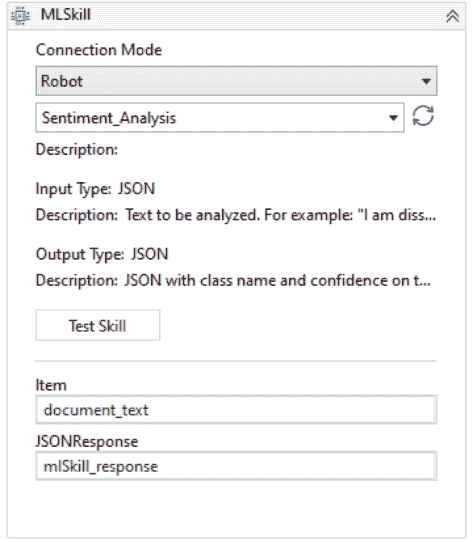 MLSkill
Connection Mode
Robot
Sentiment_Analysis
Description:
Input Type: JSON
Description: Text to be analyzed. For example: "I am diss...
Output Type: JSON
Description: JSON with class name and confidence on t...
Test Skill
Item
document_text
JSONResponse
mlSkill_response